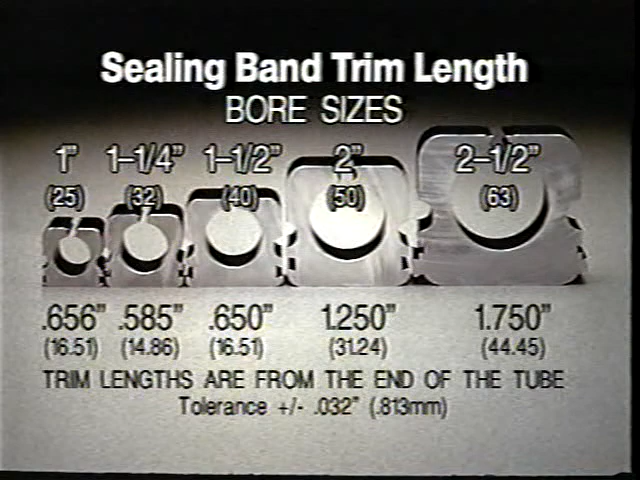 Sealing Band Trim Length
BORE SIZES
1" 1-1/4" 1-1/2" 2" 2-1/2"
(25) (32) (40) (50) (63)
.656" .585" .650" 1.250" 1.750"
(16.51) (14.86) (16.51) (31.24) (44.45)
TRIM LENGTHS ARE FROM THE END OF THE TUBE
Tolerance +/- .032" (.813mm)